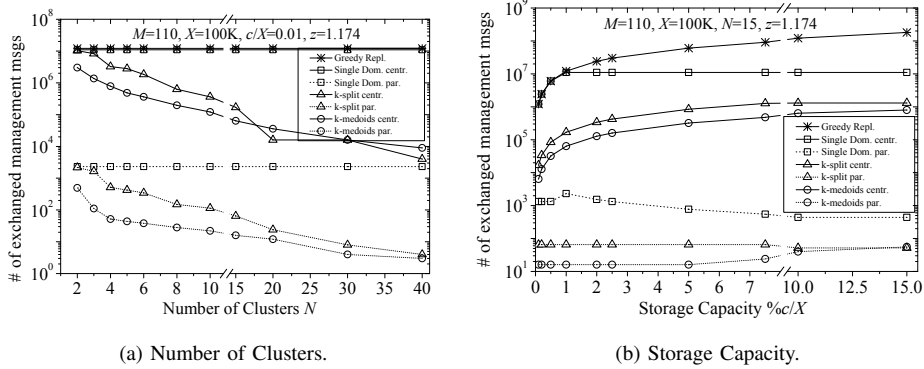 M=110, X=100K, c/X=0.01, z=1.174
# of exchanged management msgs
10^8
10^6
10^4
10^2
10^0
Greedy Repl.
Single Dom. centr.
Single Dom. par.
k-split centr.
k-split par.
k-medoids centr.
k-medoids par.
2 4 6 8 10 15 20 30 40
Number of Clusters N
(a) Number of Clusters.
M=110, X=100K, N=15, z=1.174
# of exchanged management msgs
10^9
10^7
10^5
10^3
10^1
Greedy Repl.
Single Dom. centr.
Single Dom. par.
k-split centr.
k-split par.
k-medoids centr.
k-medoids par.
0.1 1.0 2.5 5.0 7.5 10.0 12.5 15.0
Storage Capacity %c/X
(b) Storage Capacity.